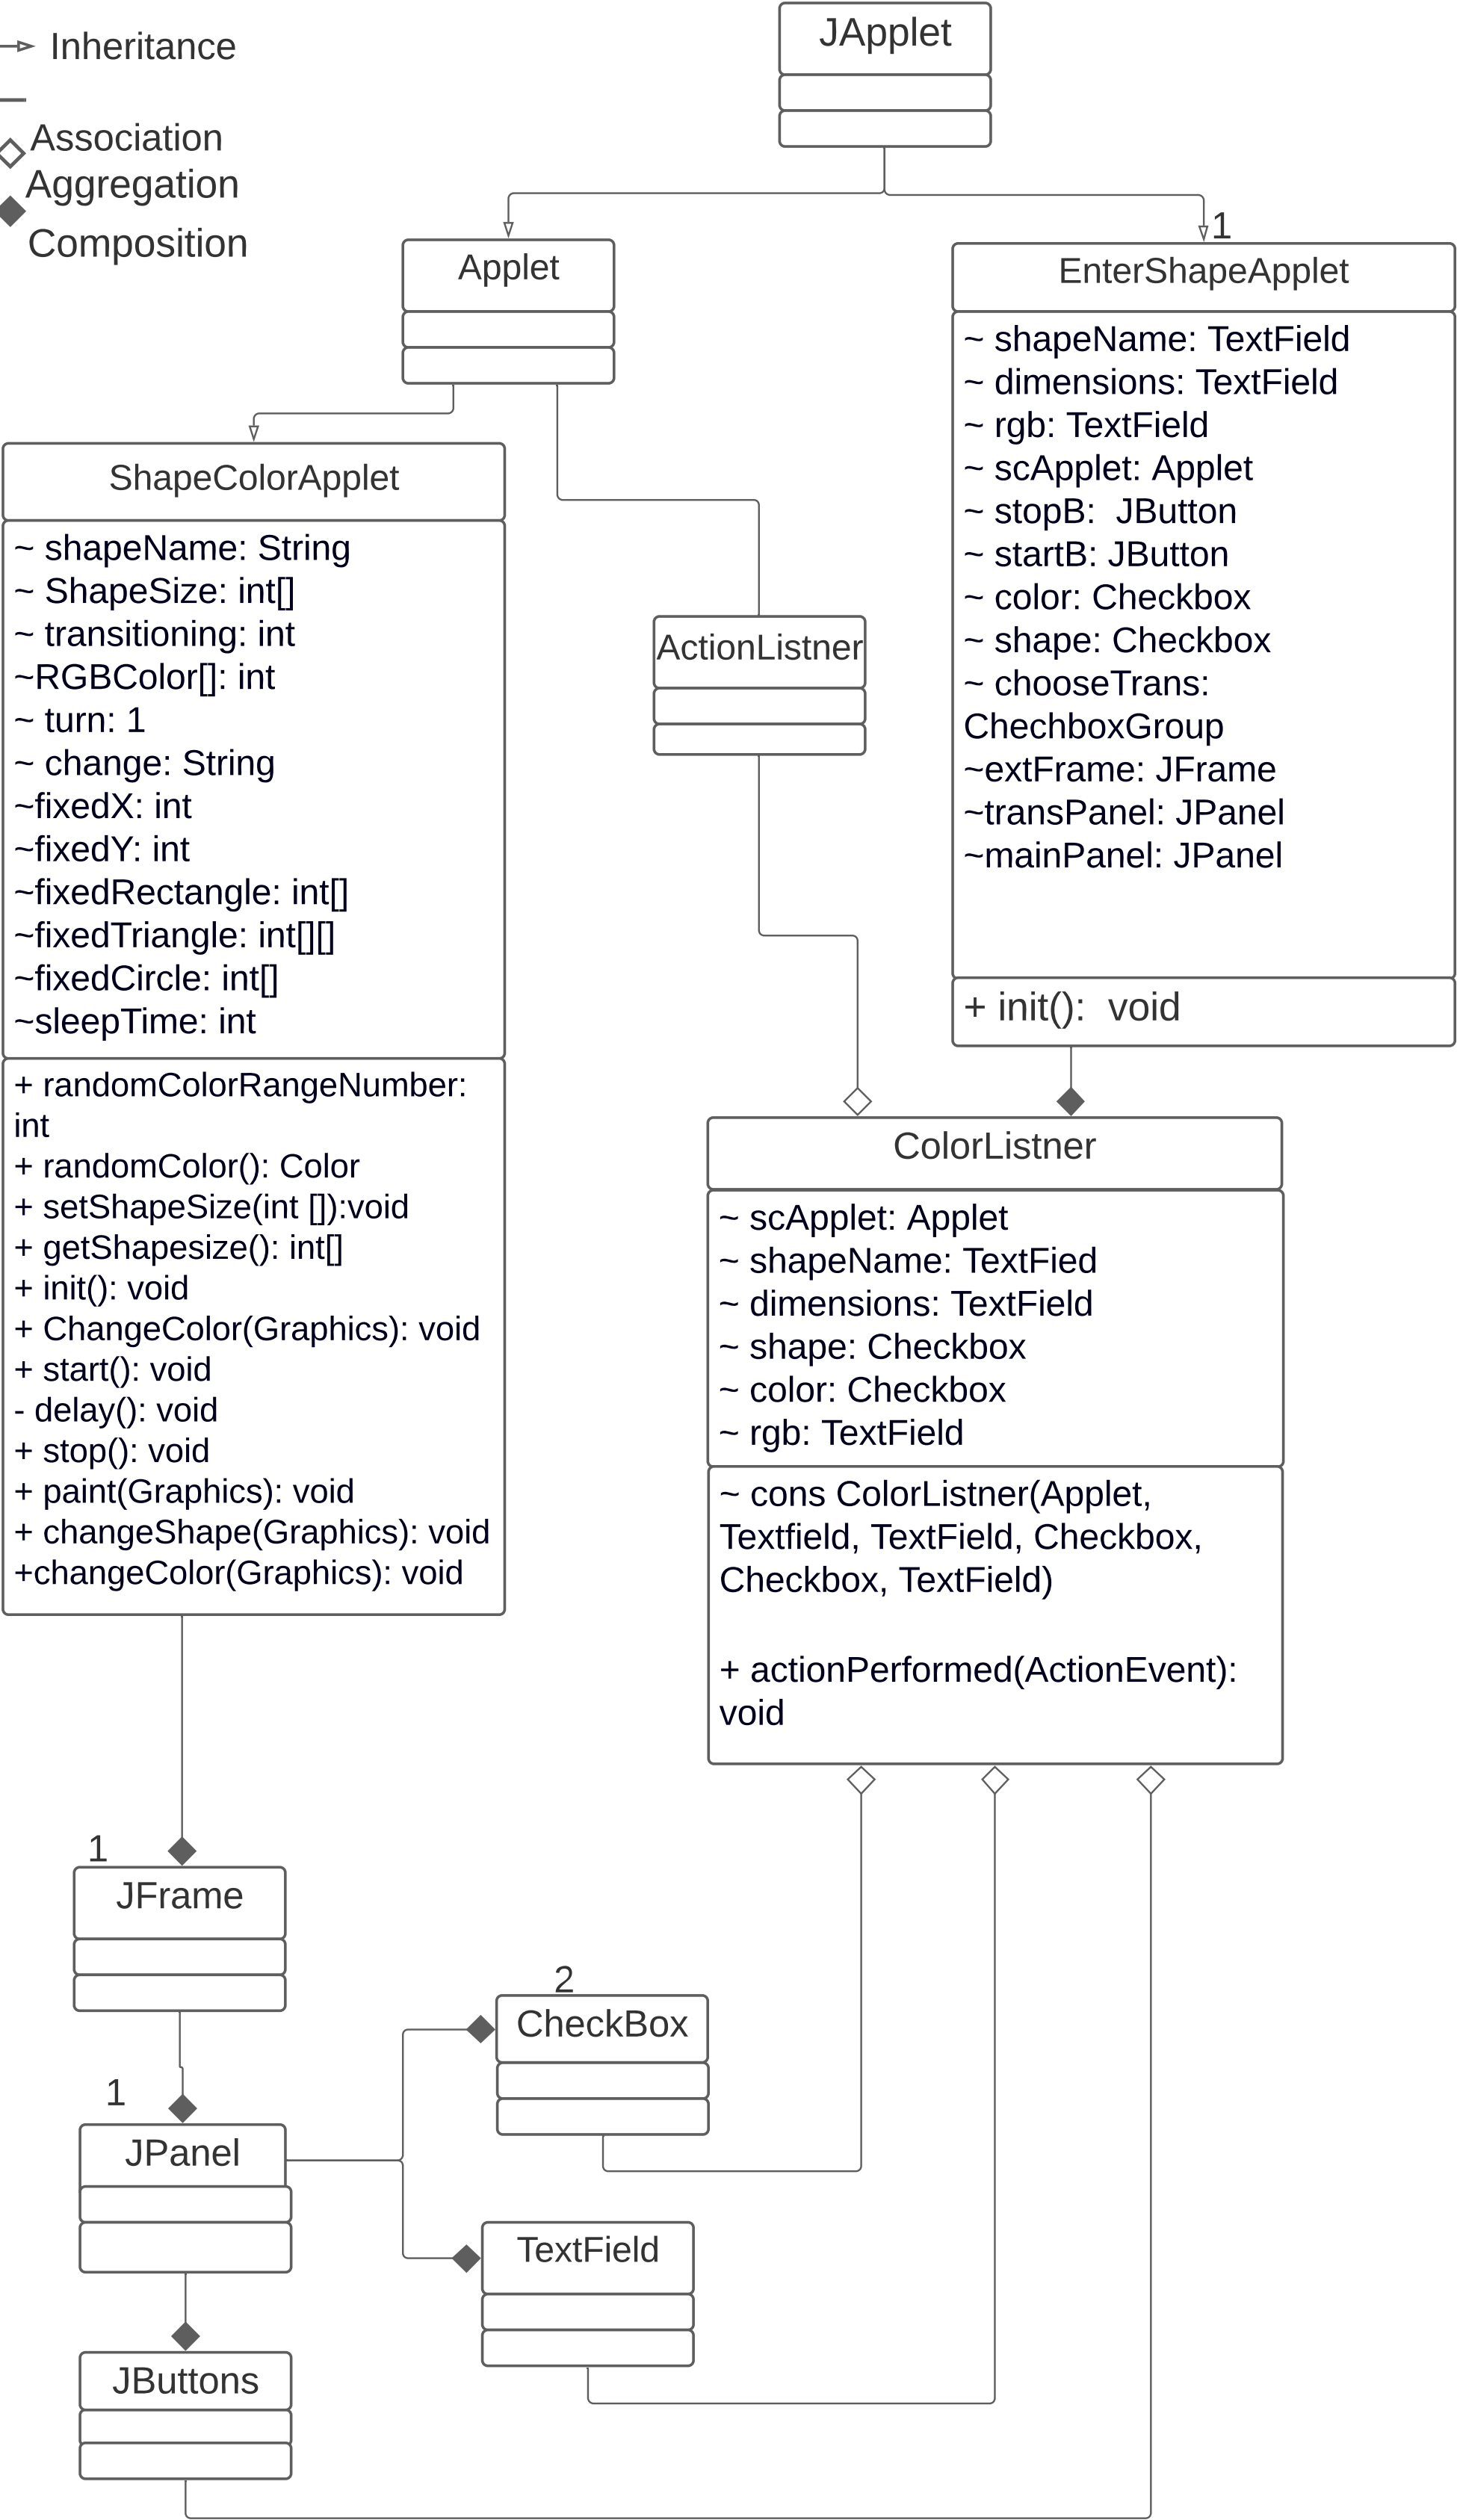 Inheritance
Association
Aggregation
Composition
JApplet
Applet
1
EnterShapeApplet
~ shapeName: TextField
~ dimensions: TextField
~ rgb: TextField
~ scApplet: Applet
~ stopB:  JButton
~ startB: JButton
~ color: Checkbox
~ shape: Checkbox
~ chooseTrans:
ChechboxGroup
~extFrame: JFrame
~transPanel: JPanel
~mainPanel: JPanel
+ init():  void
ShapeColorApplet
~ shapeName: String
~ ShapeSize: int[]
~ transitioning: int
~RGBColor[]: int
~ turn: 1
~ change: String
~fixedX: int
~fixedY: int
~fixedRectangle: int[]
~fixedTriangle: int[][]
~fixedCircle: int[]
~sleepTime: int
+ randomColorRangeNumber:
int
+ randomColor(): Color
+ setShapeSize(int []):void
+ getShapesize(): int[]
+ init(): void
+ ChangeColor(Graphics): void
+ start(): void
- delay(): void
+ stop(): void
+ paint(Graphics): void
+ changeShape(Graphics): void
+changeColor(Graphics): void
ActionListner
ColorListner
~ scApplet: Applet
~ shapeName: TextFied
~ dimensions: TextField
~ shape: Checkbox
~ color: Checkbox
~ rgb: TextField
~ cons ColorListner(Applet,
Textfield, TextField, Checkbox,
Checkbox, TextField)
+ actionPerformed(ActionEvent):
void
1
JFrame
2
CheckBox
1
JPanel
TextField
JButtons